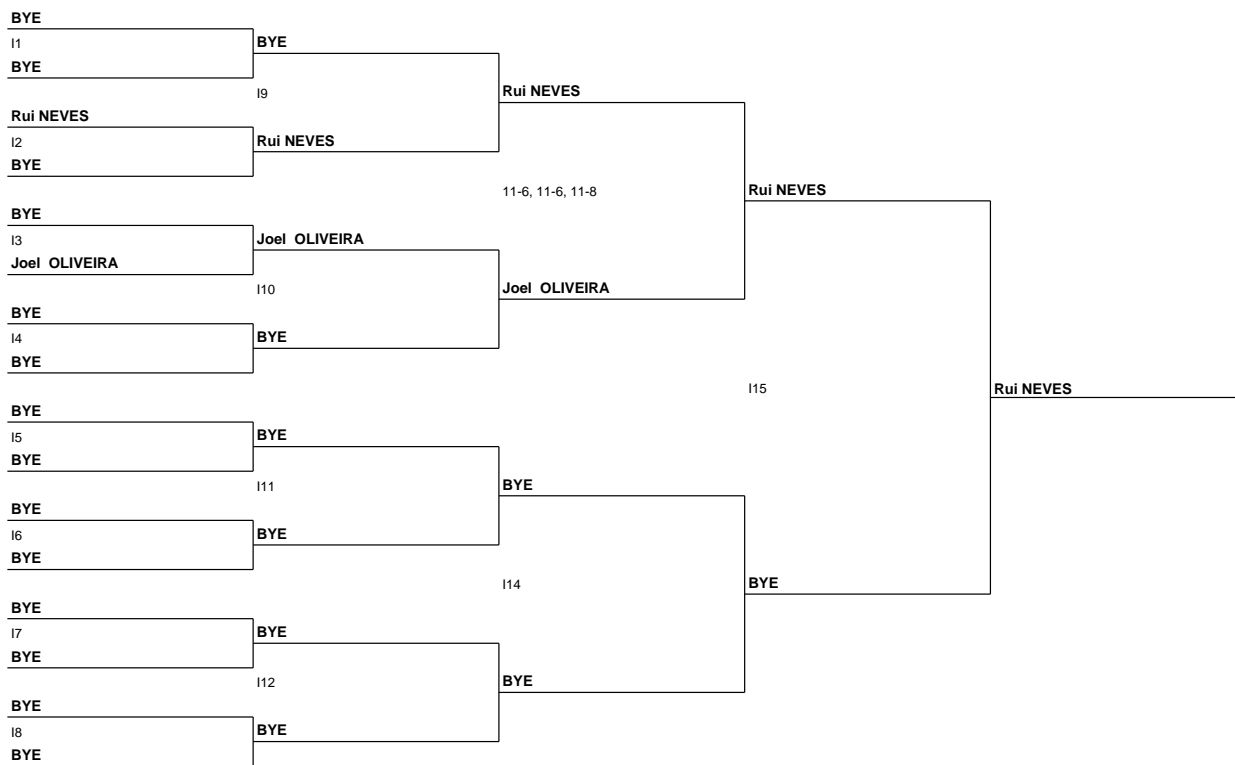 BYE
I1
BYE
BYE
I9
Rui NEVES
Rui NEVES
I2
Rui NEVES
BYE
11-6, 11-6, 11-8
Rui NEVES
BYE
I3
Joel OLIVEIRA
Joel OLIVEIRA
I10
Joel OLIVEIRA
BYE
I4
BYE
BYE
I15
Rui NEVES
BYE
I5
BYE
BYE
I11
BYE
BYE
I6
BYE
BYE
I14
BYE
BYE
I7
BYE
BYE
I12
BYE
BYE
I8
BYE
BYE